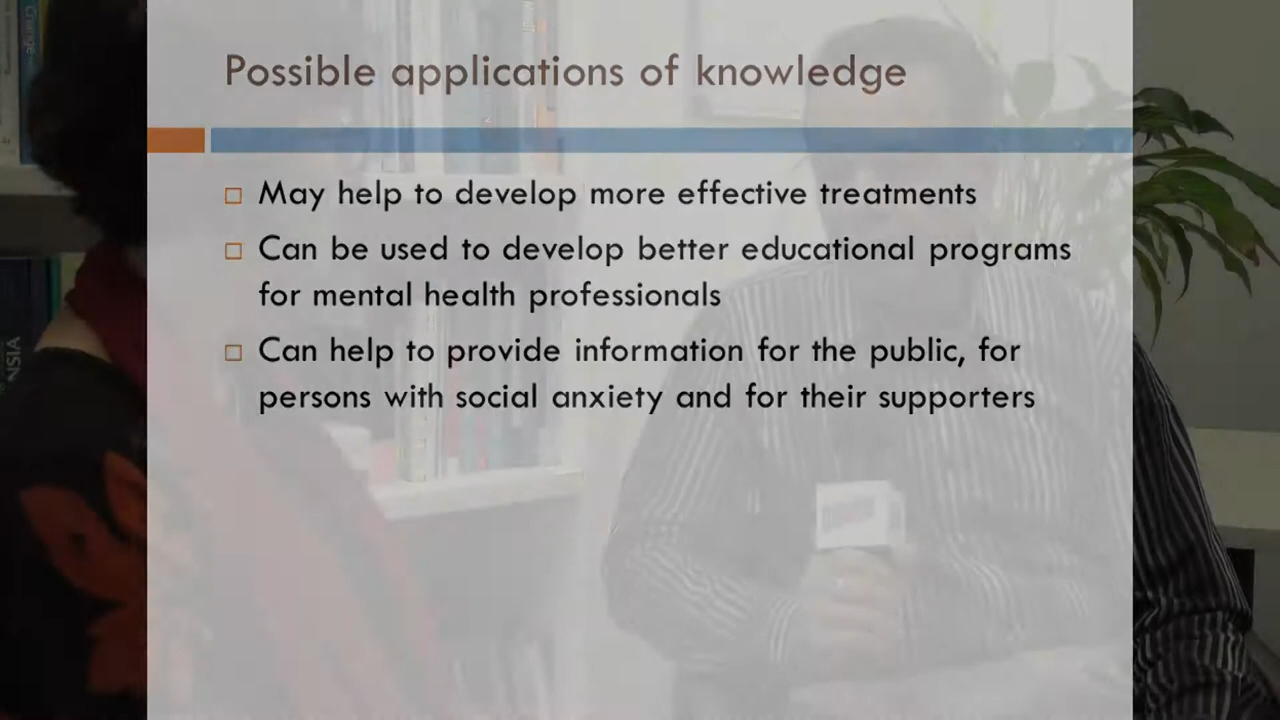 Possible applications of knowledge
May help to develop more effective treatments
Can be used to develop better educational programs
for mental health professionals
Can help to provide information for the public, for
persons with social anxiety and for their supporters
Change
NSIA